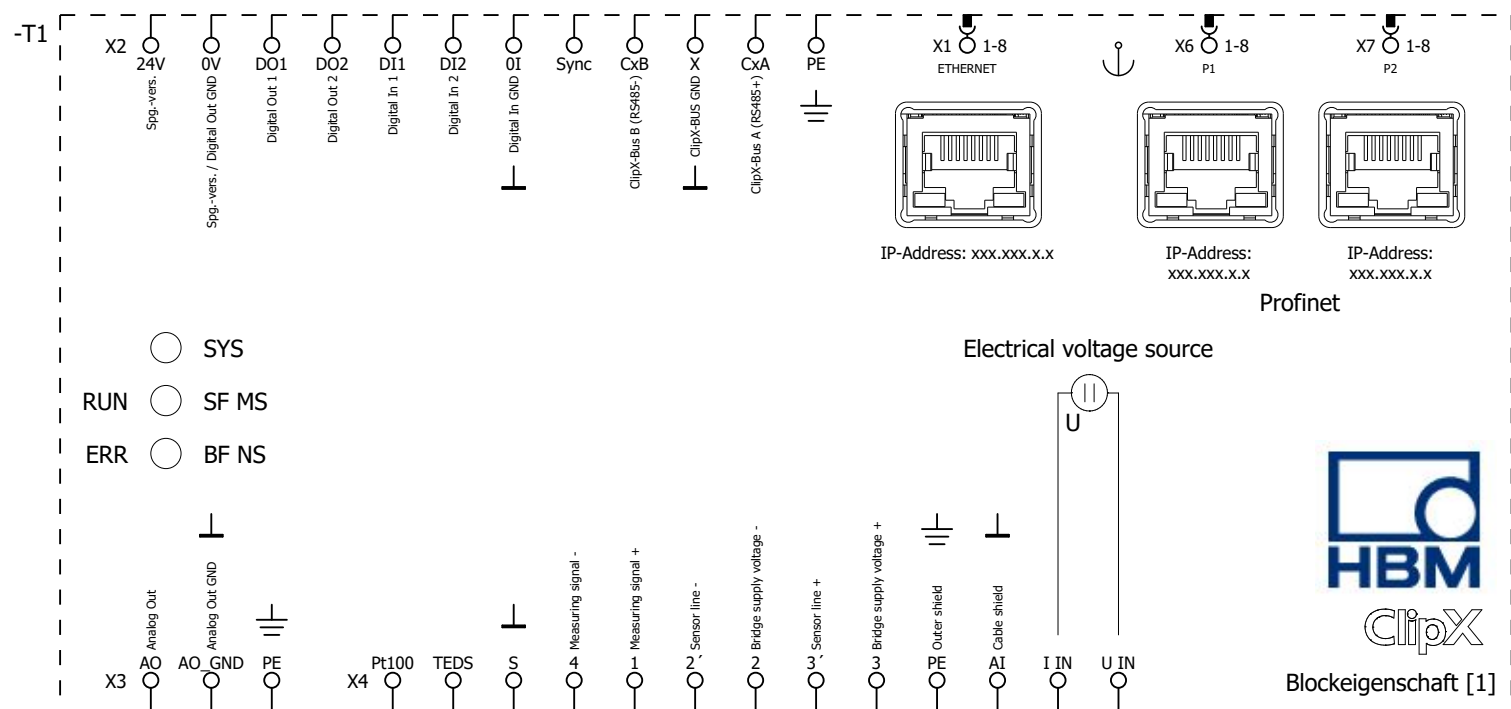 -T1
X2
24V 0V DO1 DO2 DI1 DI2 0I Sync CxB X CxA PE
Spg.-vers.
Spg.-vers. / Digital Out GND
Digital Out 1
Digital Out 2
Digital In 1
Digital In 2
Digital In GND
ClipX-Bus B (RS485-)
ClipX-BUS GND
ClipX-Bus A (RS485+)
X1 1-8
ETHERNET
X6 1-8
P1
X7 1-8
P2
IP-Address: xxx.xxx.x.x
IP-Address:
xxx.xxx.x.x
IP-Address:
xxx.xxx.x.x
Profinet
SYS
RUN SF MS
ERR BF NS
Electrical voltage source
U
HBM
ClipX
Analog Out
Analog Out GND
Measuring signal -
Measuring signal +
Sensor line -
Bridge supply voltage -
Sensor line +
Bridge supply voltage +
Outer shield
Cable shield
X3
AO AO_GND PE
X4
Pt100 TEDS S 4 1 2´ 2 3´ 3 PE AI I IN U IN
Blockeigenschaft [1]